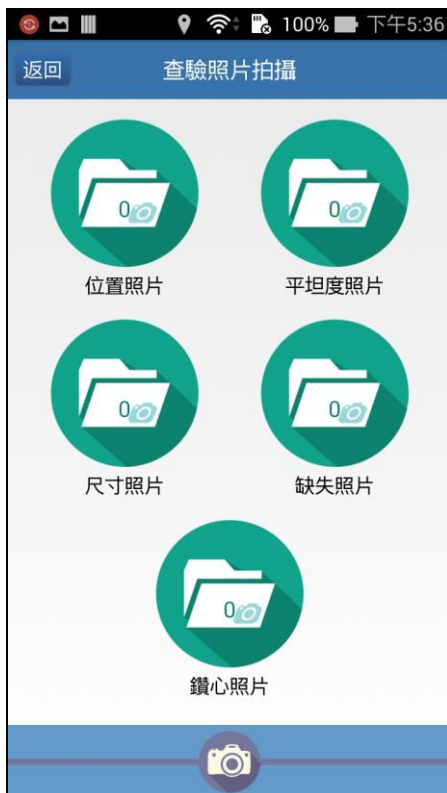 100% 下午5:36
返回 查驗照片拍攝
0 0
位置照片 平坦度照片
0 0
尺寸照片 缺失照片
0
鑽心照片